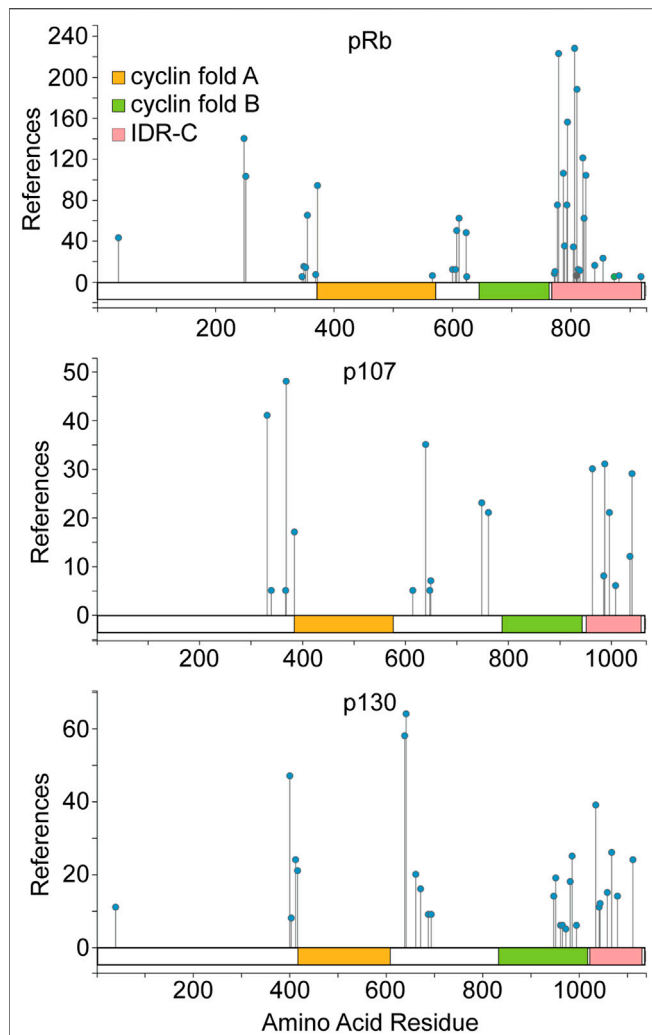 pRb
References
240
200
160
120
80
40
0
cyclin fold A
cyclin fold B
IDR-C
200 400 600 800
p107
References
50
40
30
20
10
0
200 400 600 800 1000
p130
References
60
40
20
0
200 400 600 800 1000
Amino Acid Residue